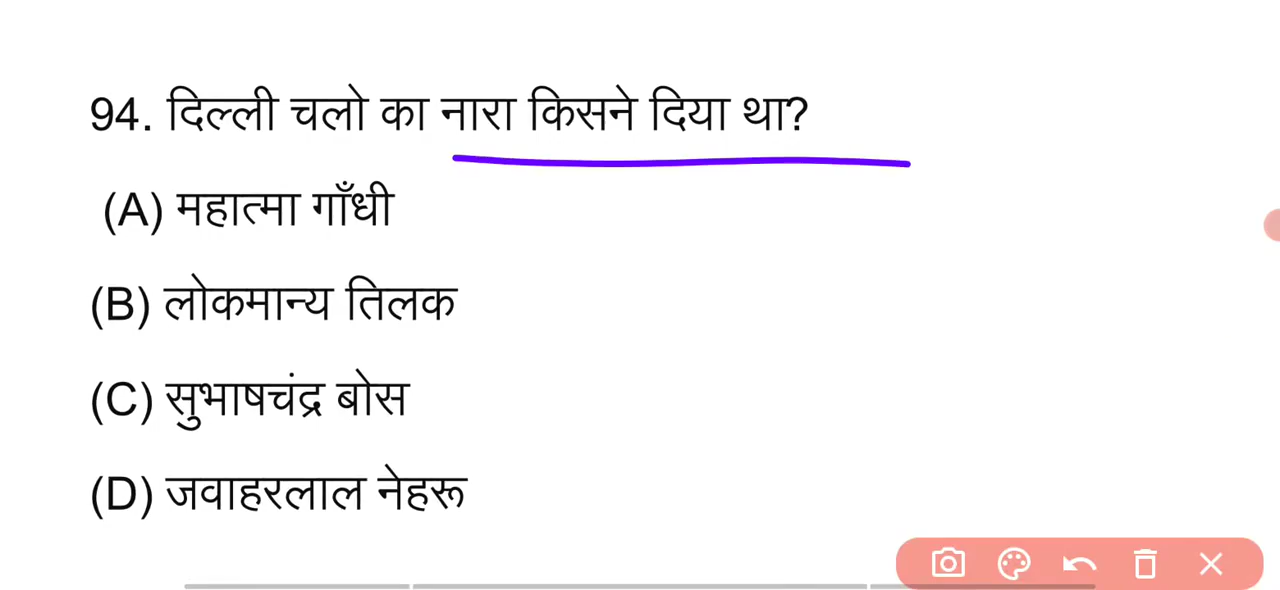 94. दिल्ली चलो का नारा किसने दिया था?
(A) महात्मा गाँधी
(B) लोकमान्य तिलक
(C) सुभाषचंद्र बोस
(D) जवाहरलाल नेहरू